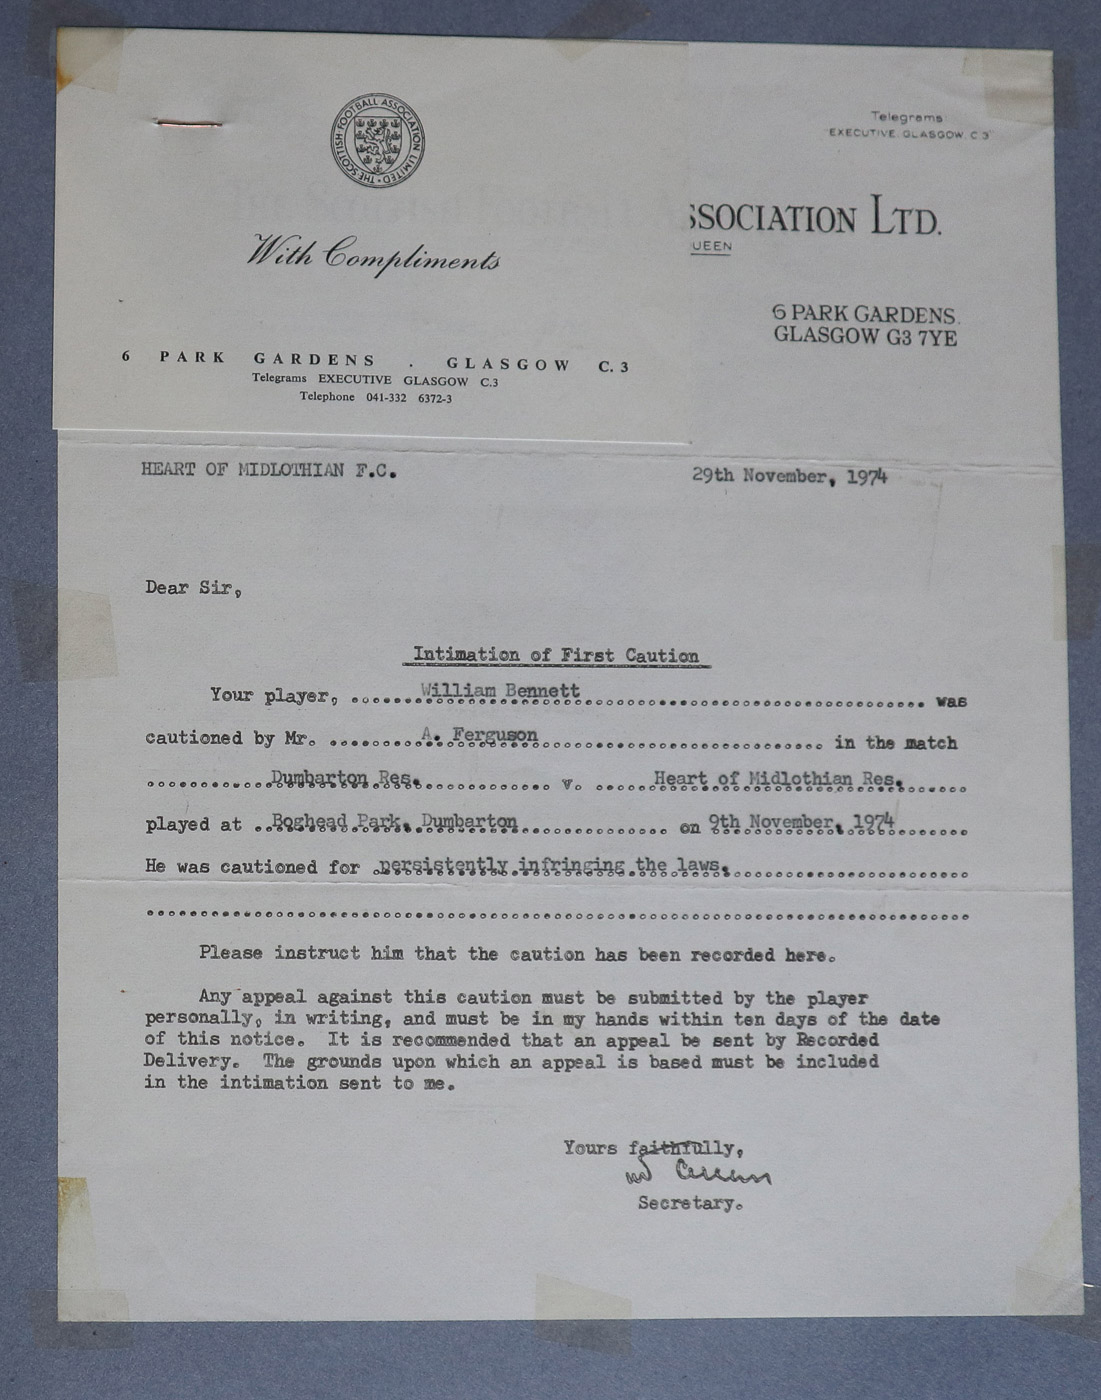 THE SCOTTISH FOOTBALL ASSOCIATION LIMITED
With Compliments
6 PARK GARDENS . GLASGOW C.3
Telegrams EXECUTIVE GLASGOW C.3
Telephone 041-332 6372-3
Telegrams
EXECUTIVE GLASGOW C 3
SSOCIATION LTD.
UEEN
6 PARK GARDENS
GLASGOW G3 7YE
HEART OF MIDLOTHIAN F.C. 29th November, 1974
Dear Sir,
Intimation of First Caution
Your player, ......William Bennett.............................. was
cautioned by Mr. .........A. Ferguson.............................. in the match
............Dumbarton Res............... v. ......Heart of Midlothian Res.......
played at ..Boghead Park, Dumbarton................ on 9th November, 1974.......
He was cautioned for persistently infringing the laws.......................
................................................................................
Please instruct him that the caution has been recorded here.
Any appeal against this caution must be submitted by the player
personally, in writing, and must be in my hands within ten days of the date
of this notice. It is recommended that an appeal be sent by Recorded
Delivery. The grounds upon which an appeal is based must be included
in the intimation sent to me.
Yours faithfully,
Secretary.